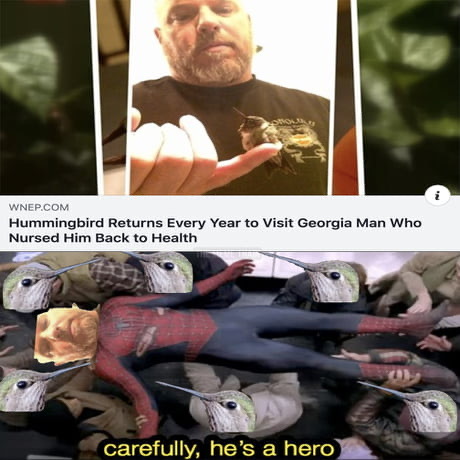 WNEP.COM
Hummingbird Returns Every Year to Visit Georgia Man Who
Nursed Him Back to Health
carefully, he's a hero